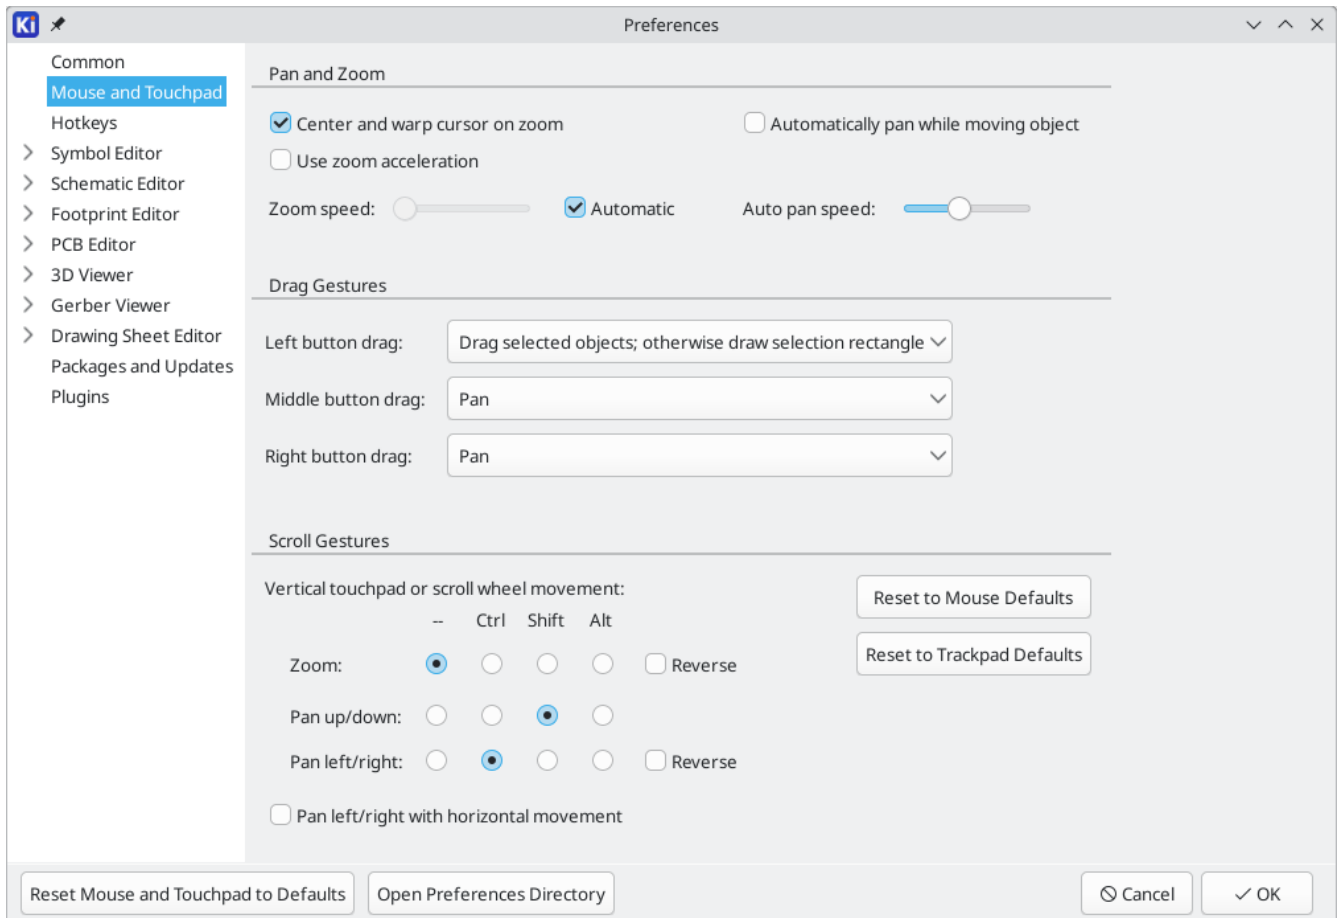 Ki
Preferences
Common
Mouse and Touchpad
Hotkeys
Symbol Editor
Schematic Editor
Footprint Editor
PCB Editor
3D Viewer
Gerber Viewer
Drawing Sheet Editor
Packages and Updates
Plugins
Pan and Zoom
Center and warp cursor on zoom
Automatically pan while moving object
Use zoom acceleration
Zoom speed:
Automatic
Auto pan speed:
Drag Gestures
Left button drag:
Drag selected objects; otherwise draw selection rectangle
Middle button drag:
Pan
Right button drag:
Pan
Scroll Gestures
Vertical touchpad or scroll wheel movement:
-- Ctrl Shift Alt
Zoom:
Reverse
Pan up/down:
Pan left/right:
Reverse
Pan left/right with horizontal movement
Reset to Mouse Defaults
Reset to Trackpad Defaults
Reset Mouse and Touchpad to Defaults
Open Preferences Directory
Cancel
OK